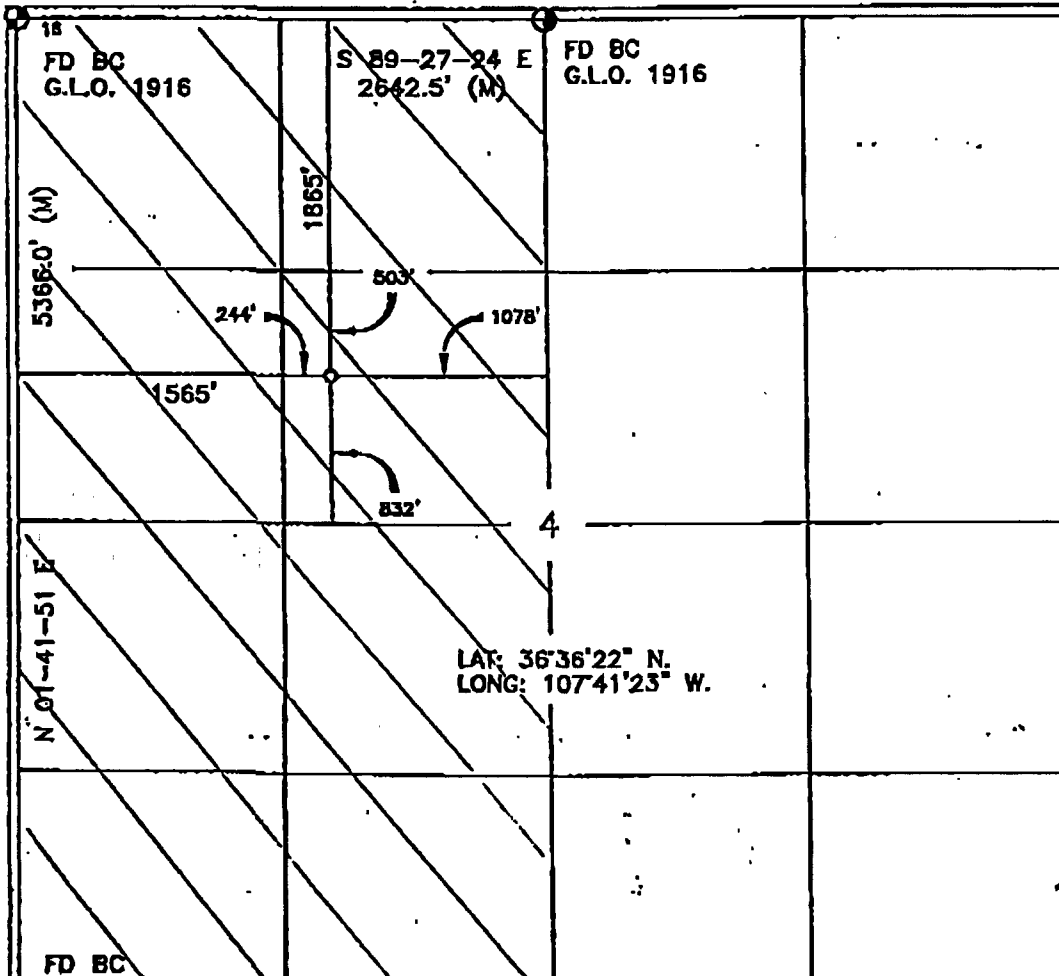 18
FD BC
G.L.O. 1916
S 89-27-24 E
2642.5' (M)
FD BC
G.L.O. 1916
1865'
5366.0' (M)
503'
244'
1078'
1565'
832'
4
N 01-41-51 E
LAT: 36°36'22" N.
LONG: 107°41'23" W.
FD BC